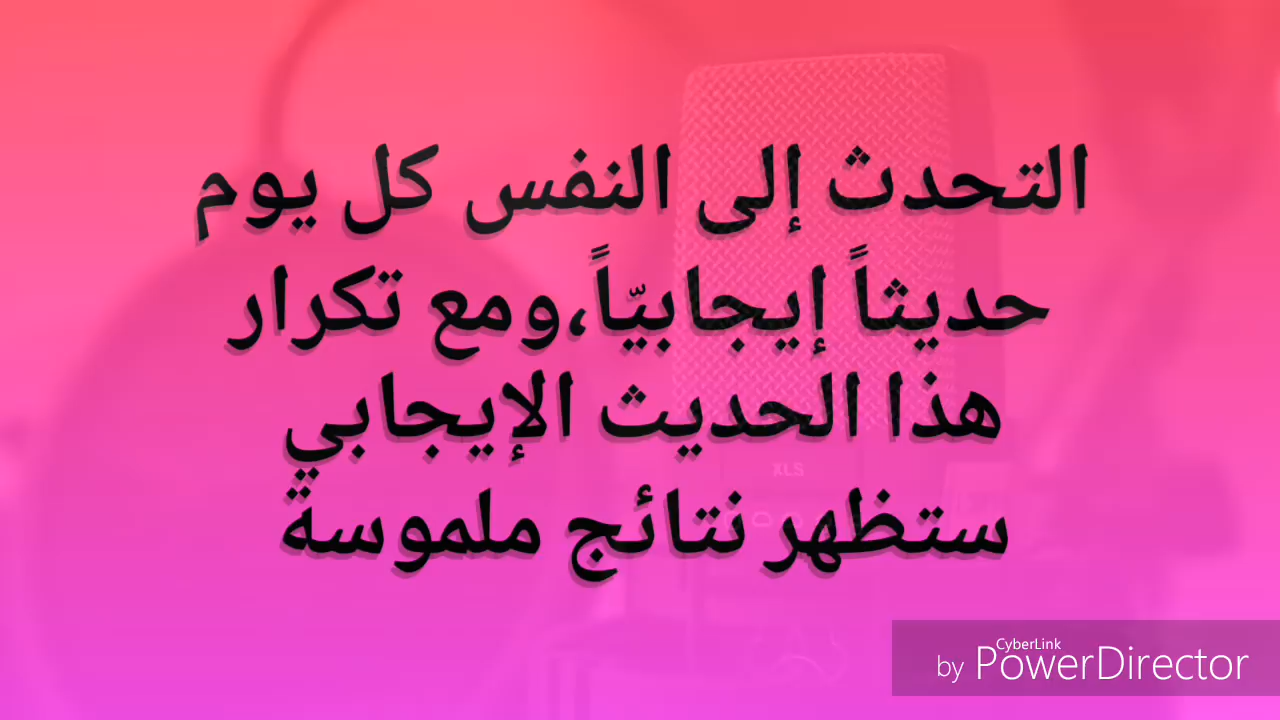 التحدث إلى النفس كل يوم
حديثاً إيجابيّاً،ومع تكرار
هذا الحديث الإيجابي
ستظهر نتائج ملموسة
XLS
CyberLink
by PowerDirector